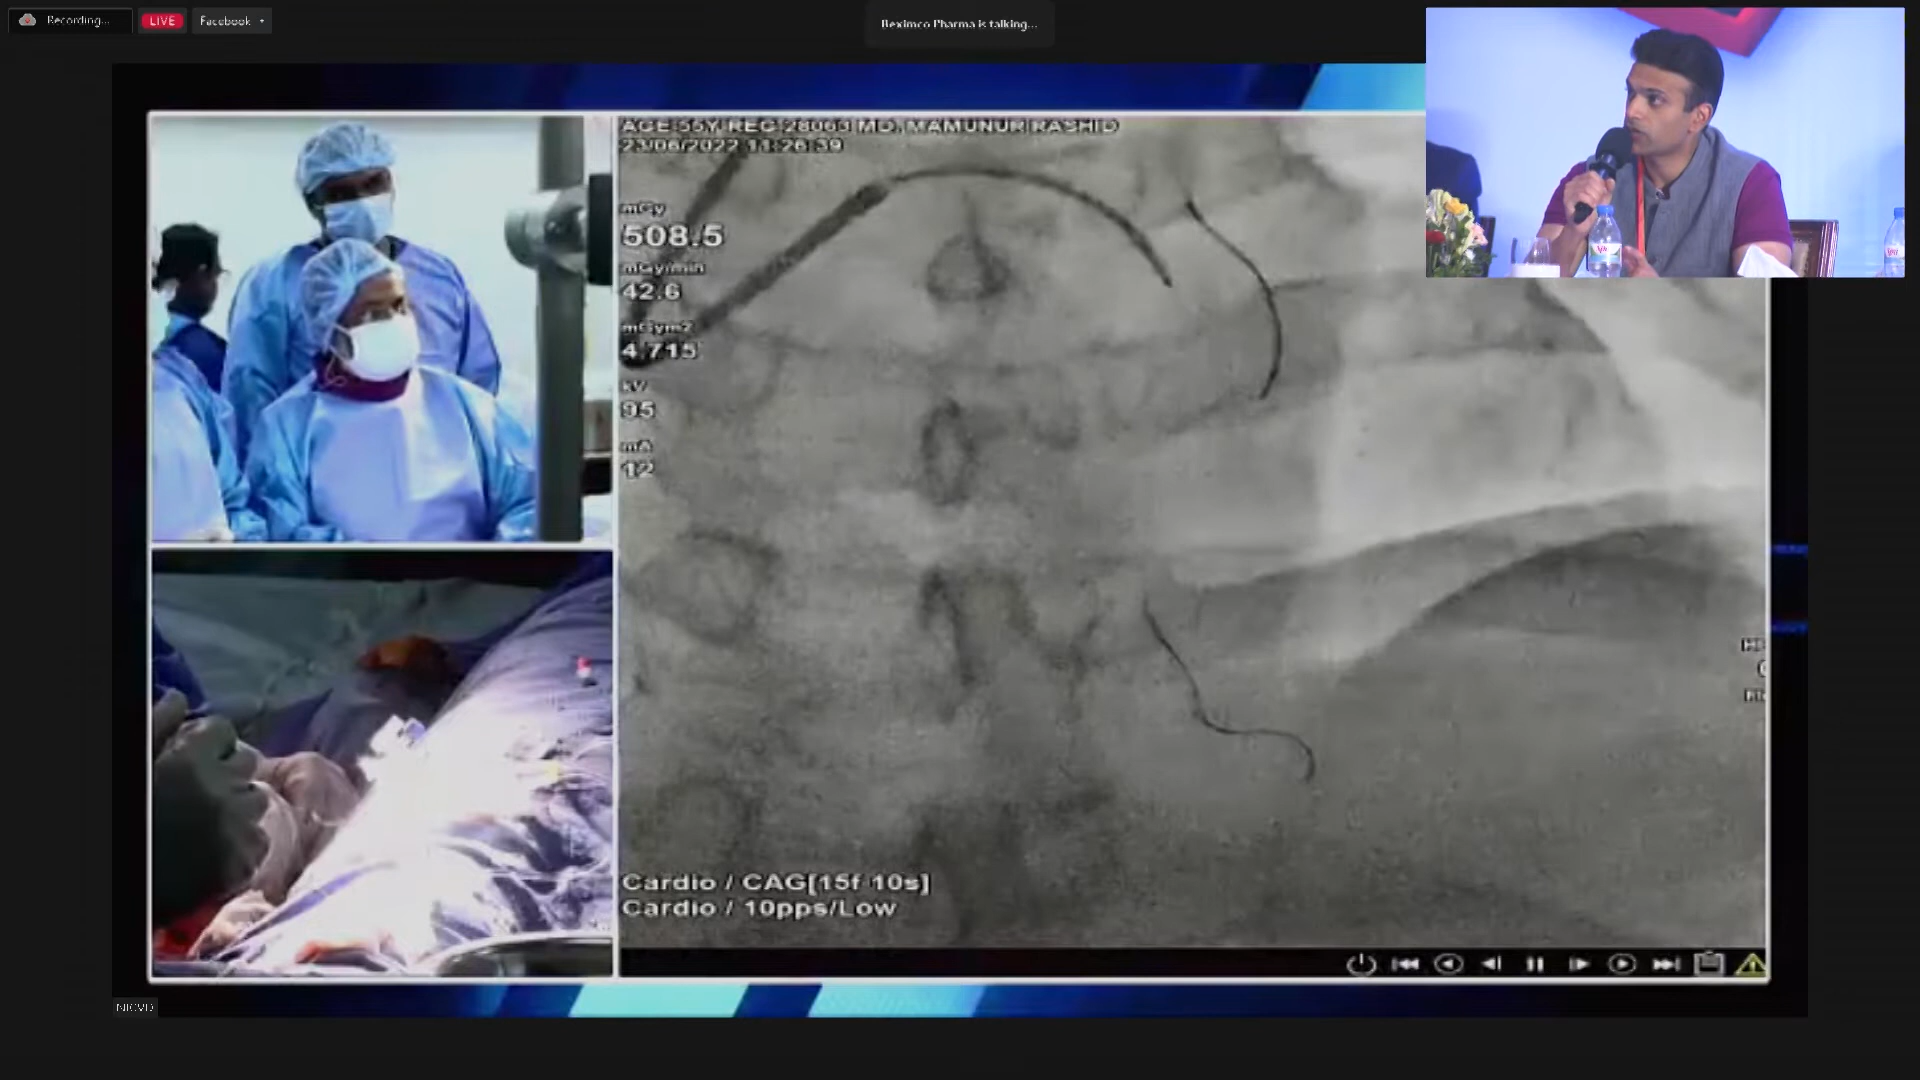 Recording...
LIVE
Facebook
Beximco Pharma is talking...
AGE 55Y REG 28003 MD. MAMUNUR RASHID
23/06/2022 11:26:39
mGy
508.5
mGy/min
42.6
mGym2
4.715
kV
95
mA
12
Cardio / CAG[15f 10s]
Cardio / 10pps/Low
NICVD